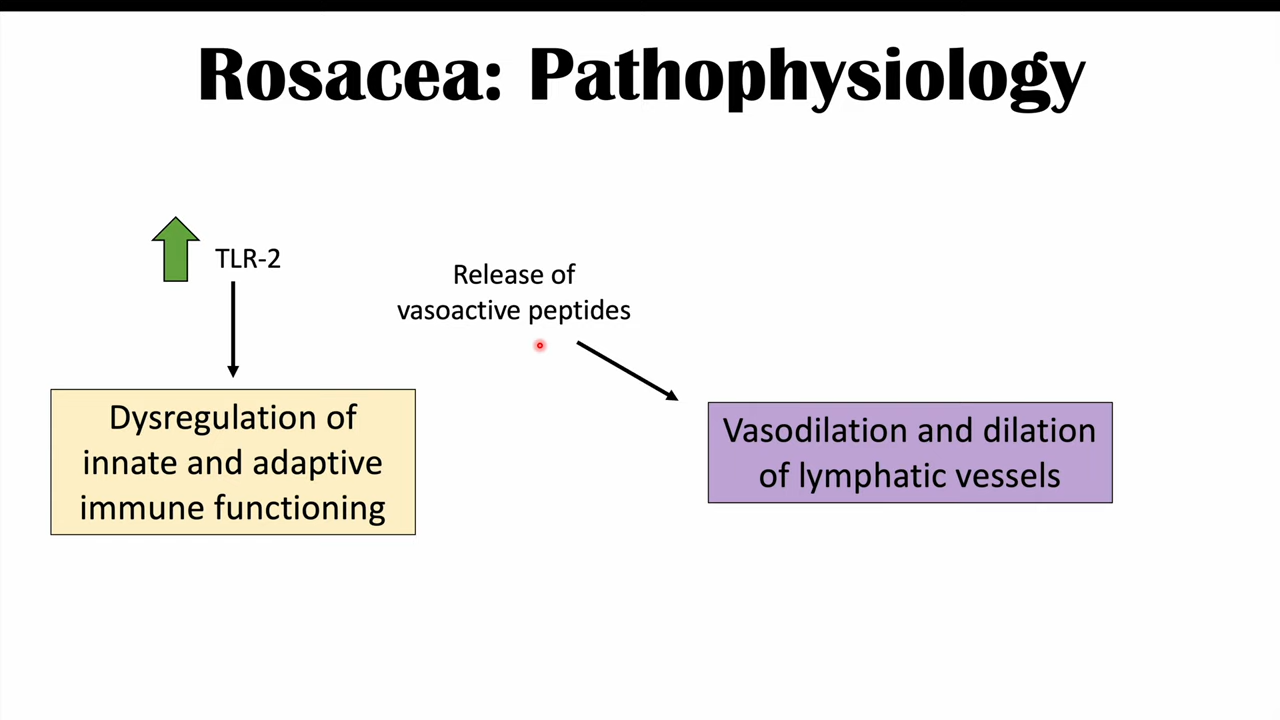 Rosacea: Pathophysiology
TLR-2
Release of
vasoactive peptides
Dysregulation of
innate and adaptive
immune functioning
Vasodilation and dilation
of lymphatic vessels